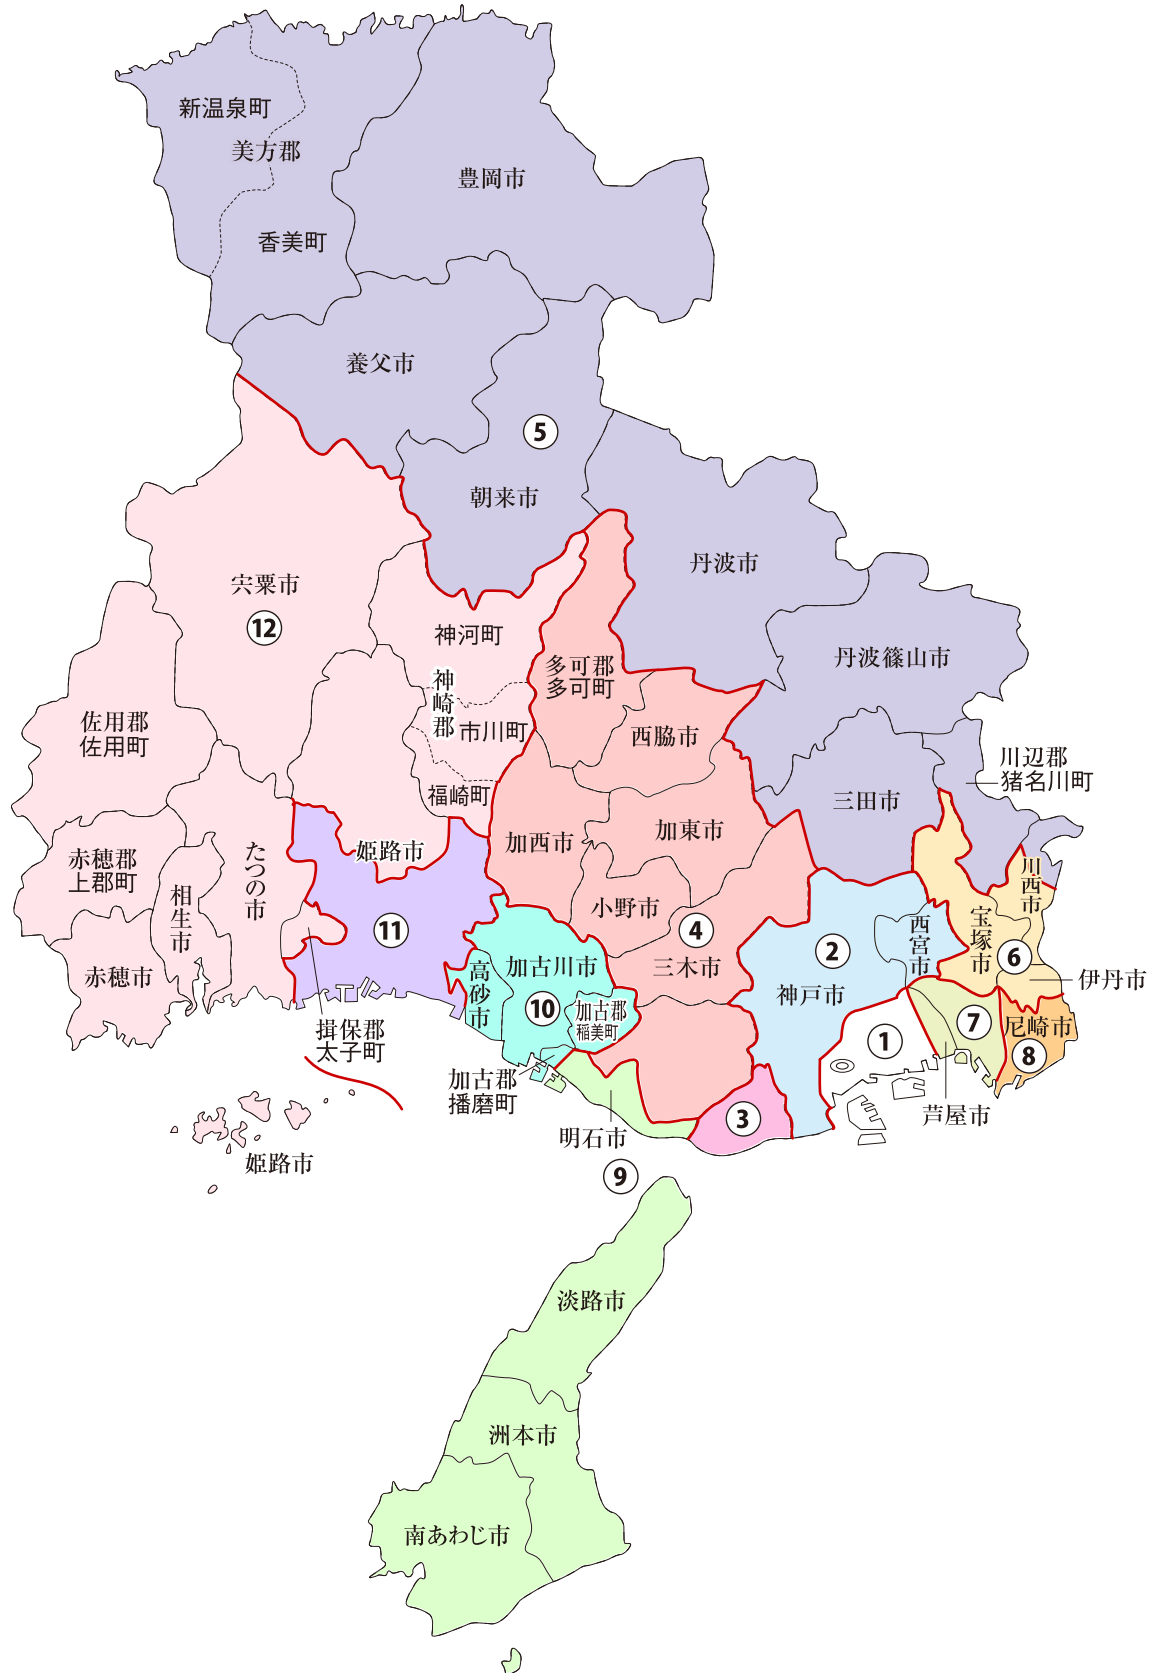 新温泉町
美方郡
香美町
豊岡市
養父市
⑤
朝来市
丹波市
宍粟市
⑫
神河町
神崎郡
市川町
福崎町
多可郡
多可町
西脇市
丹波篠山市
川辺郡
猪名川町
佐用郡
佐用町
三田市
加西市
加東市
姫路市
赤穂郡
上郡町
たつの市
相生市
赤穂市
小野市
④
三木市
⑪
②
神戸市
西宮市
川西市
宝塚市
⑥
伊丹市
高砂市
加古川市
⑩
加古郡
稲美町
揖保郡
太子町
加古郡
播磨町
①
⑦
尼崎市
⑧
芦屋市
③
明石市
⑨
姫路市
淡路市
洲本市
南あわじ市